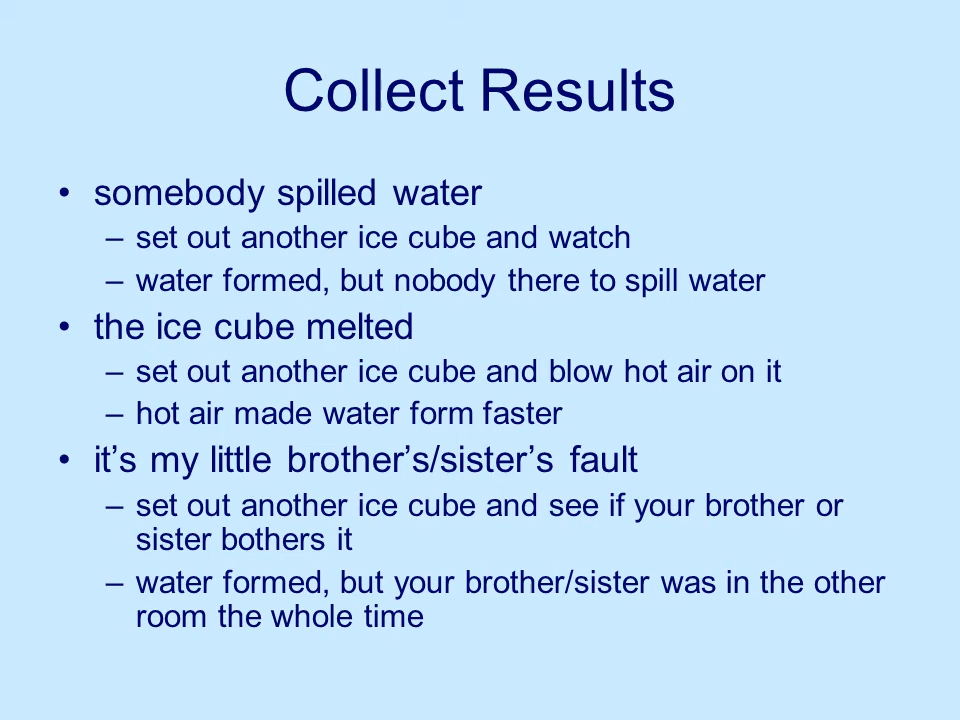 Collect Results
• somebody spilled water
– set out another ice cube and watch
– water formed, but nobody there to spill water
• the ice cube melted
– set out another ice cube and blow hot air on it
– hot air made water form faster
• it’s my little brother’s/sister’s fault
– set out another ice cube and see if your brother or
sister bothers it
– water formed, but your brother/sister was in the other
room the whole time